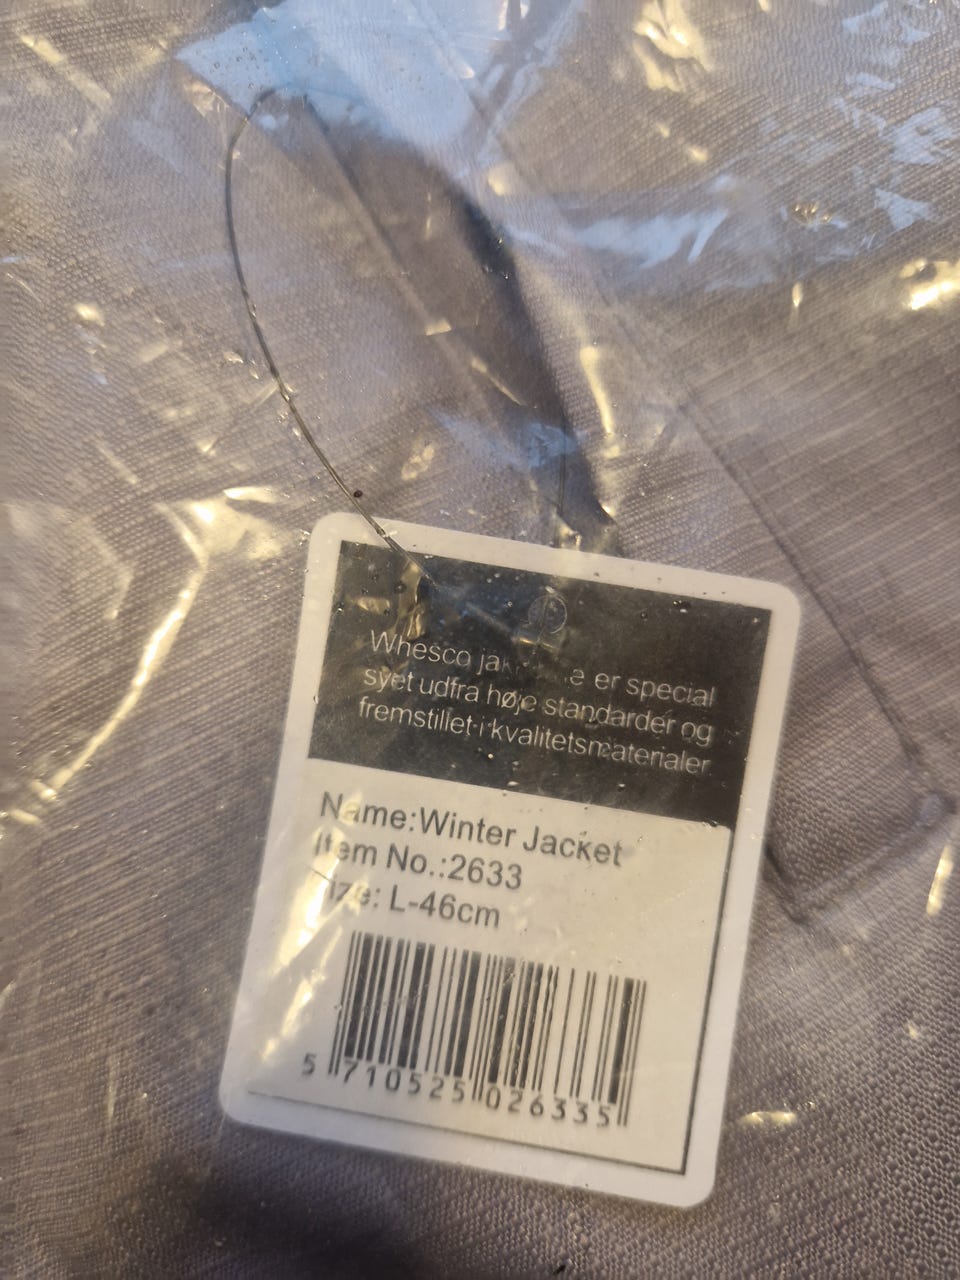 Whesco er special
syet udfra høje standarder og
fremstillet i kvalitetsmaterialer
Name:Winter Jacket
Item No.:2633
Size: L-46cm
5 710525 026335